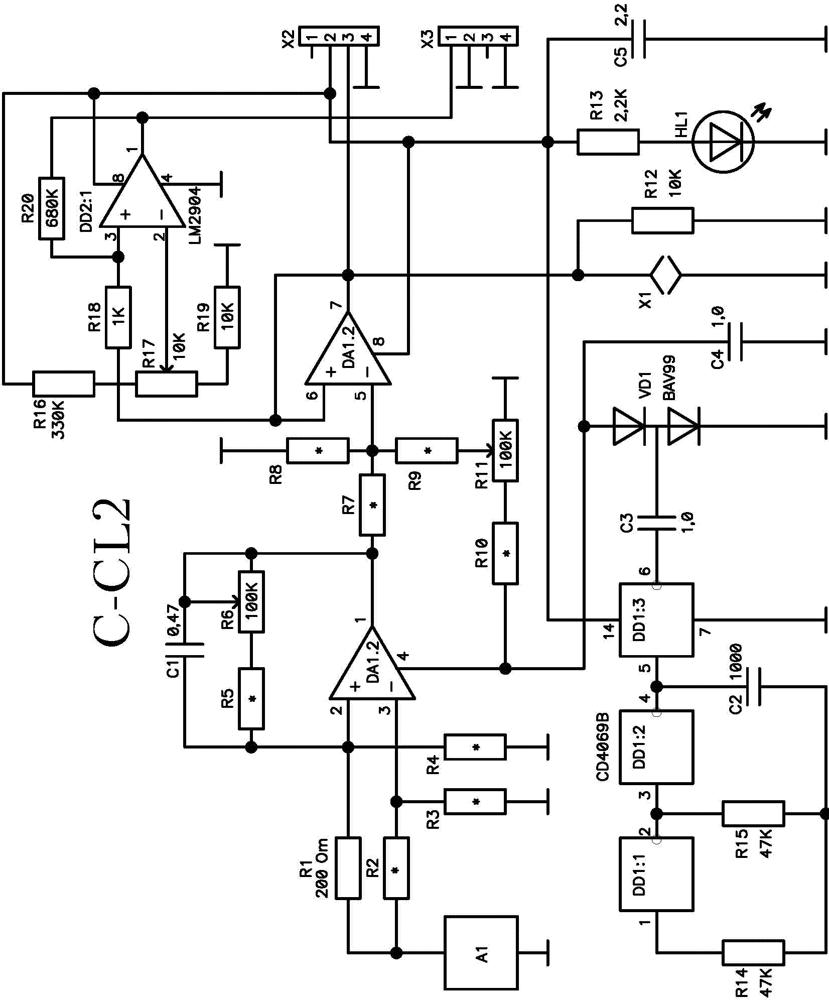 C-CL2
R16
330K
R20
680K
DD2:1
8
1
3
+
2
-
4
LM2904
R18
1K
R17
10K
R19
10K
X2
1
2
3
4
X3
1
2
3
4
C1
0,47
R6
100K
R5
*
R8
*
R7
*
R9
*
R11
100K
R10
*
6
+
5
-
DA1.2
7
8
2
+
3
-
DA1.2
1
4
R1
200 Om
R2
*
R3
*
R4
*
A1
C5
2,2
R13
2,2K
HL1
R12
10K
X1
C4
1,0
VD1
BAV99
C3
1,0
14
DD1:3
5
6
7
CD4069B
DD1:2
3
4
C2
1000
DD1:1
1
2
R15
47K
R14
47K